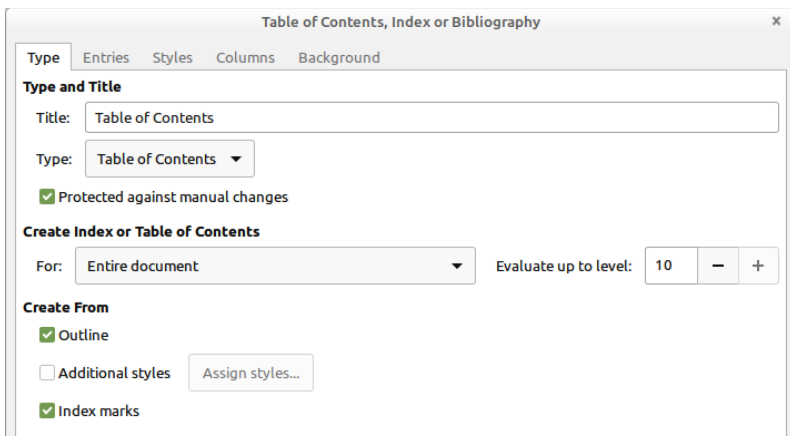 Table of Contents, Index or Bibliography
Type Entries Styles Columns Background
Type and Title
Title: Table of Contents
Type: Table of Contents
Protected against manual changes
Create Index or Table of Contents
For: Entire document Evaluate up to level: 10
Create From
Outline
Additional styles Assign styles...
Index marks